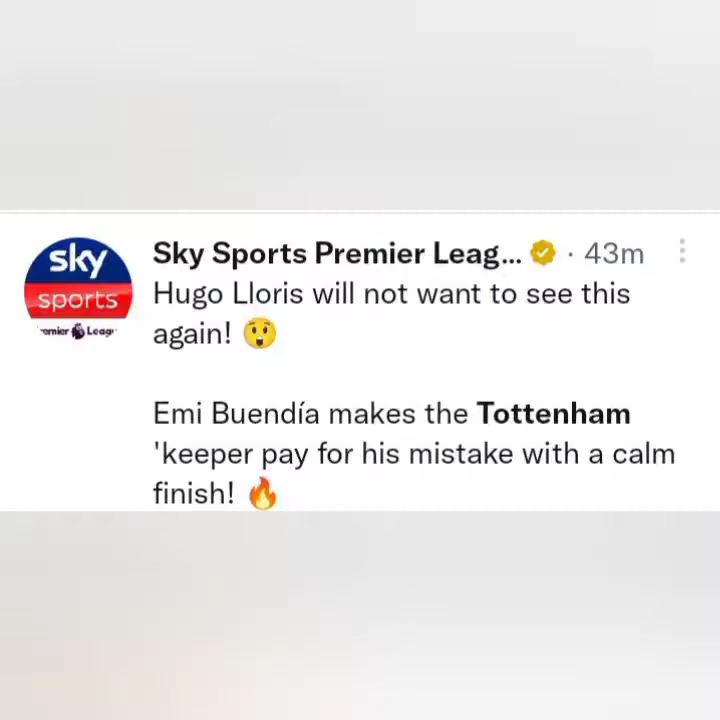 sky
sports
Premier League
Sky Sports Premier Leag... · 43m
Hugo Lloris will not want to see this
again! 😲
Emi Buendía makes the Tottenham
'keeper pay for his mistake with a calm
finish! 🔥